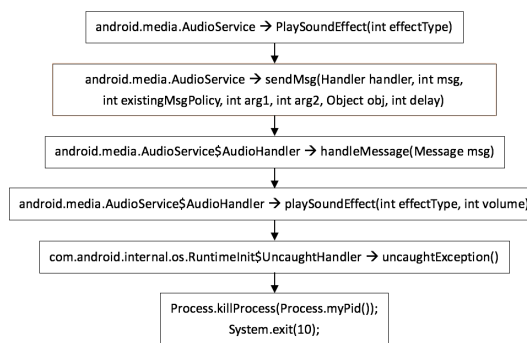 android.media.AudioService → PlaySoundEffect(int effectType)
android.media.AudioService → sendMsg(Handler handler, int msg,
int existingMsgPolicy, int arg1, int arg2, Object obj, int delay)
android.media.AudioService$AudioHandler → handleMessage(Message msg)
android.media.AudioService$AudioHandler → playSoundEffect(int effectType, int volume)
com.android.internal.os.RuntimeInit$UncaughtHandler → uncaughtException()
Process.killProcess(Process.myPid());
System.exit(10);